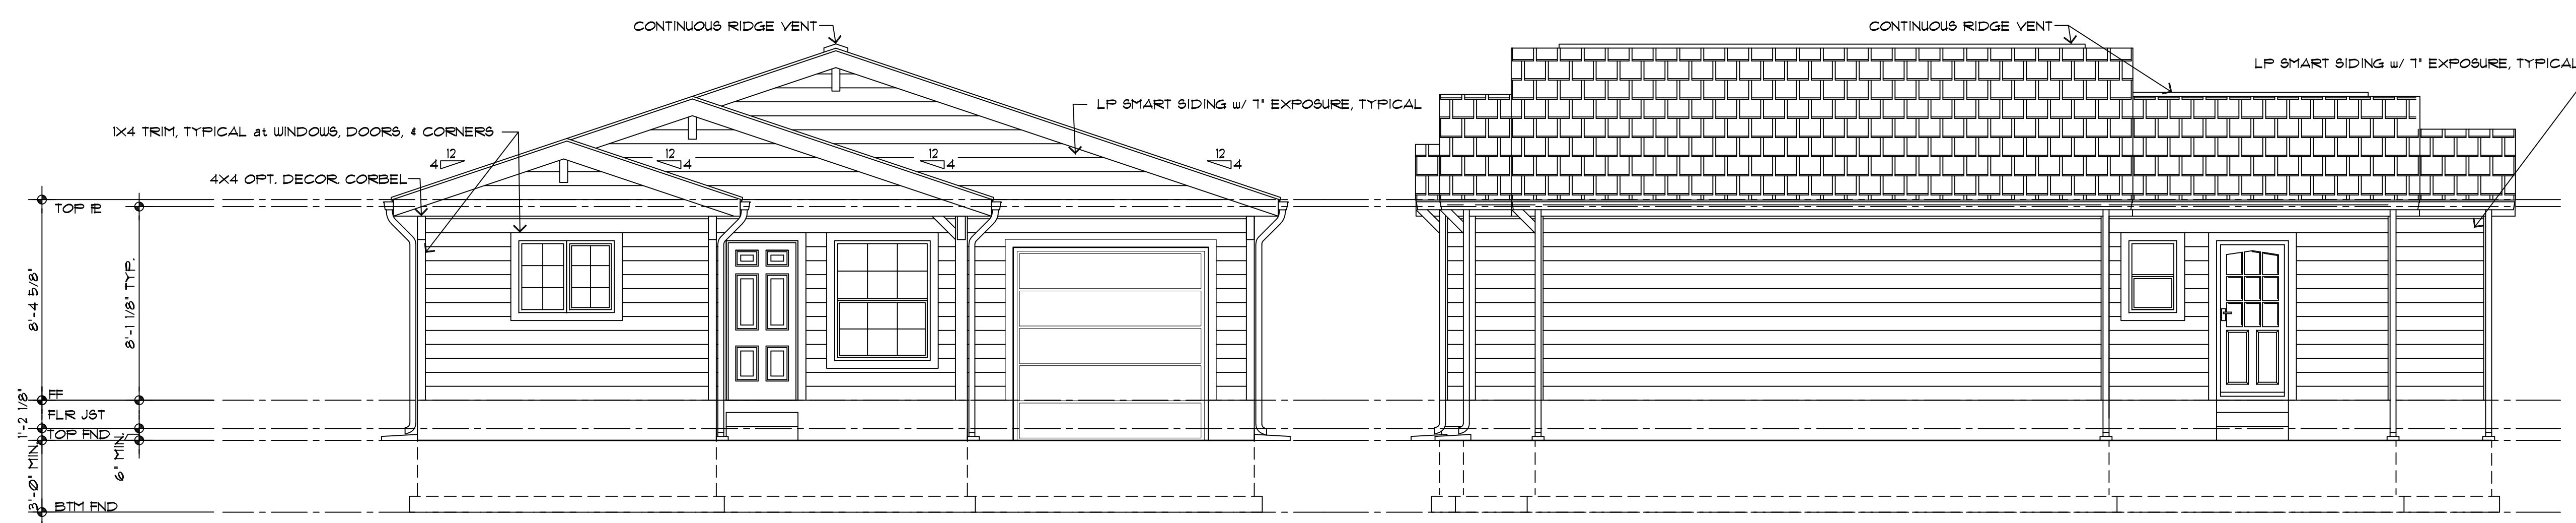 CONTINUOUS RIDGE VENT
CONTINUOUS RIDGE VENT
LP SMART SIDING w/ 7" EXPOSURE, TYPICAL
LP SMART SIDING w/ 7" EXPOSURE, TYPICAL
1X4 TRIM, TYPICAL at WINDOWS, DOORS, & CORNERS
12
4
12
4
12
4
12
4
4X4 OPT. DECOR. CORBEL
TOP PL
8'-4 5/8"
8'-1 1/8" TYP.
FF
1'-2 1/8"
FLR JST
TOP FND
6" MIN.
3'-0" MIN.
BTM FND